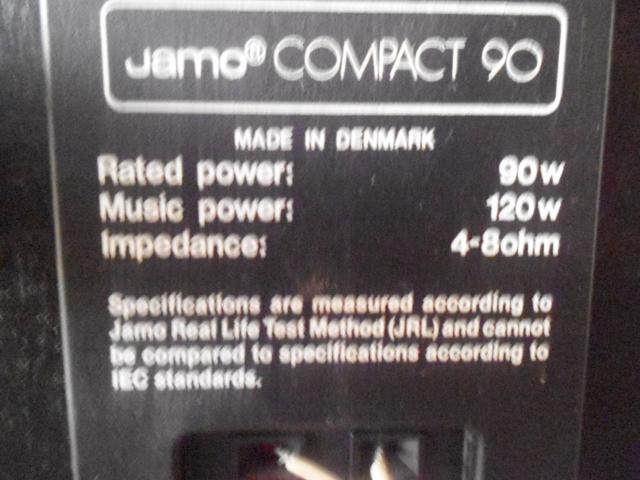 Jamo® COMPACT 90
MADE IN DENMARK
Rated power: 90w
Music power: 120w
Impedance: 4-8ohm
Specifications are measured according to
Jamo Real Life Test Method (JRL) and cannot
be compared to specifications according to
IEC standards.